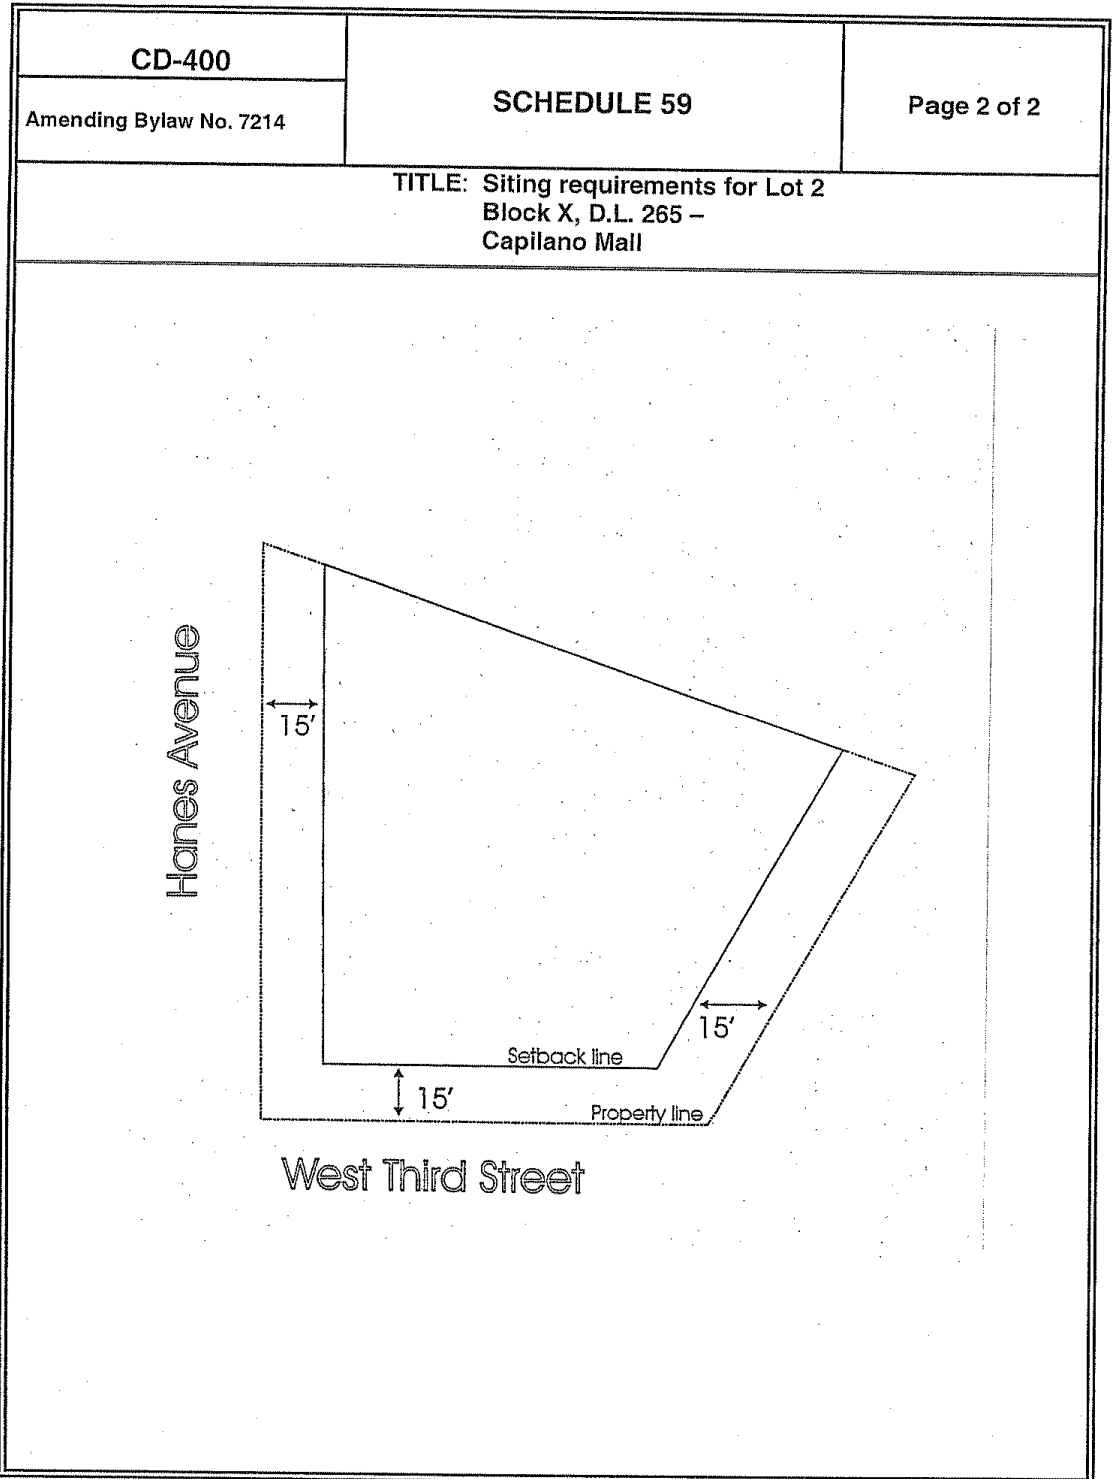 CD-400
Amending Bylaw No. 7214
SCHEDULE 59
Page 2 of 2
TITLE: Siting requirements for Lot 2
Block X, D.L. 265 –
Capilano Mall
Hanes Avenue
15'
15'
Setback line
15'
Property line
West Third Street